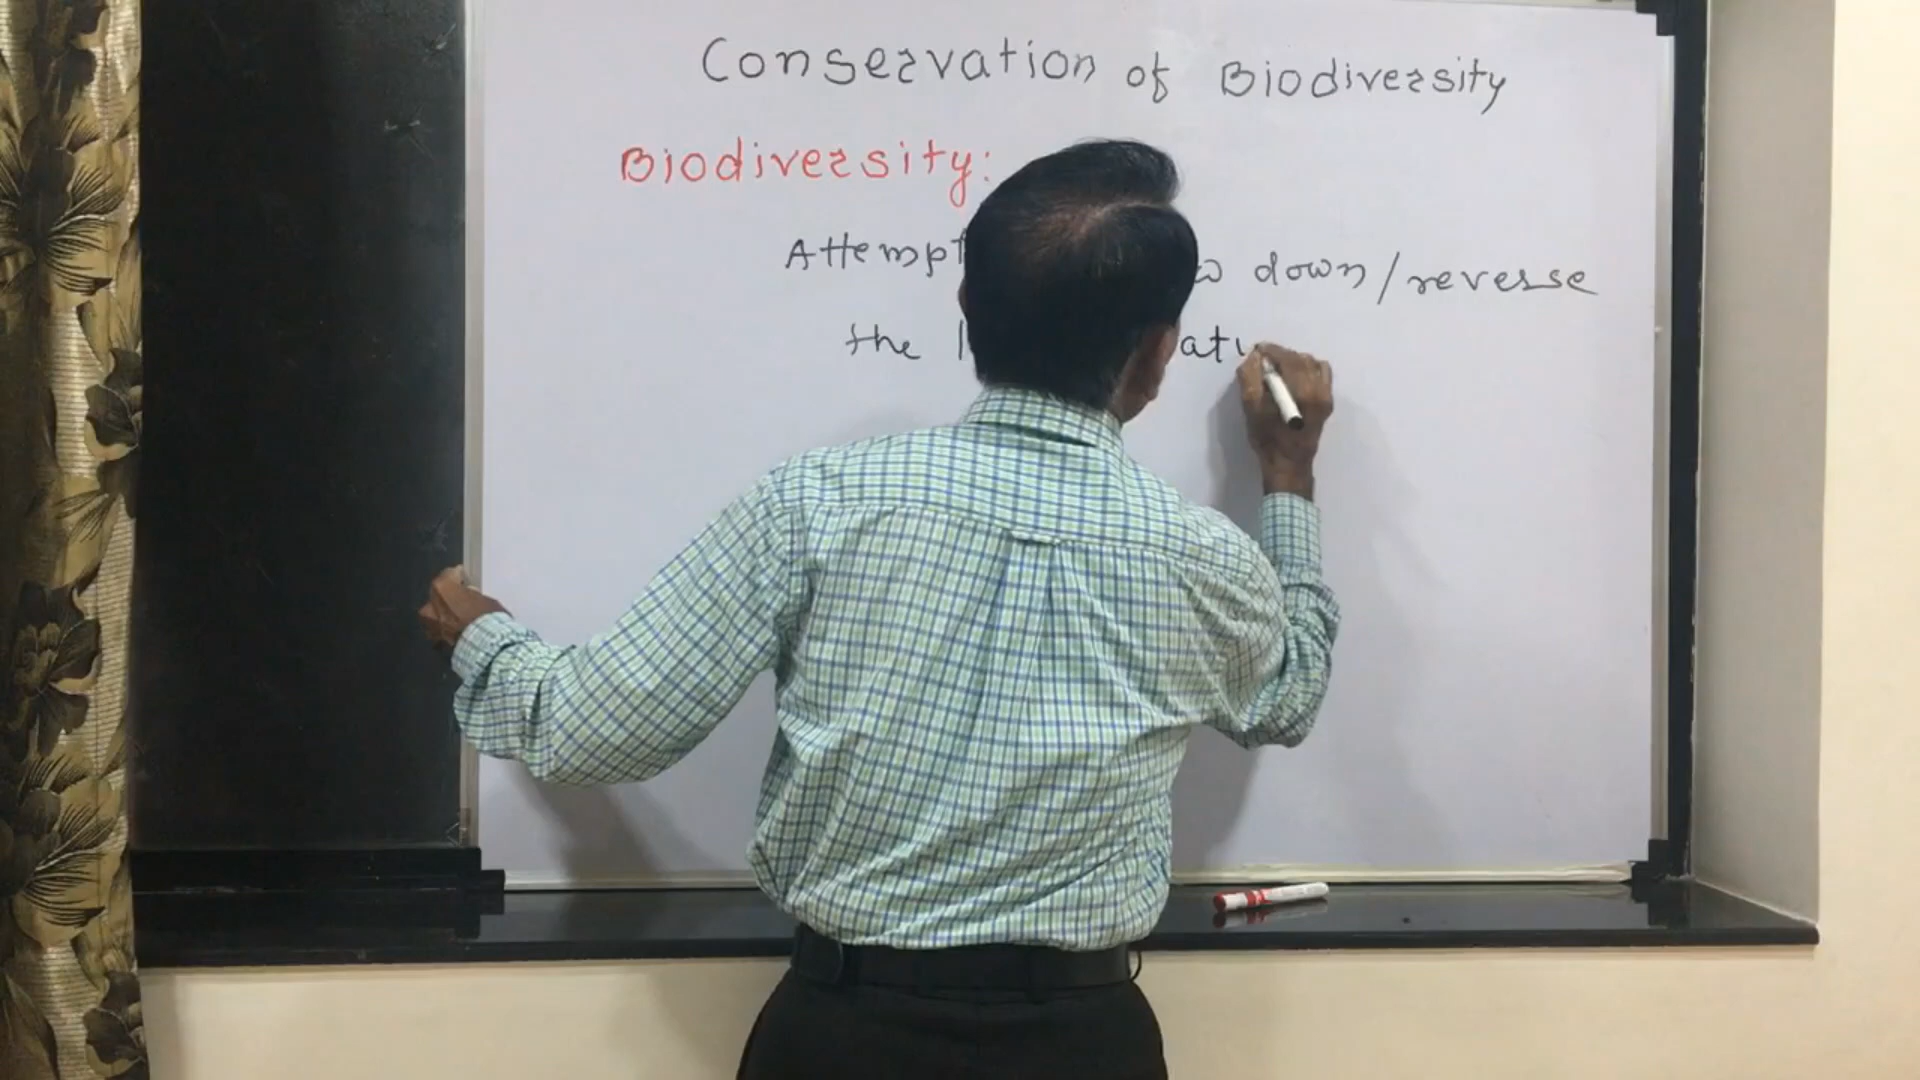 Conservation of Biodiversity
Biodiversity:
Attempt down/reverse
the